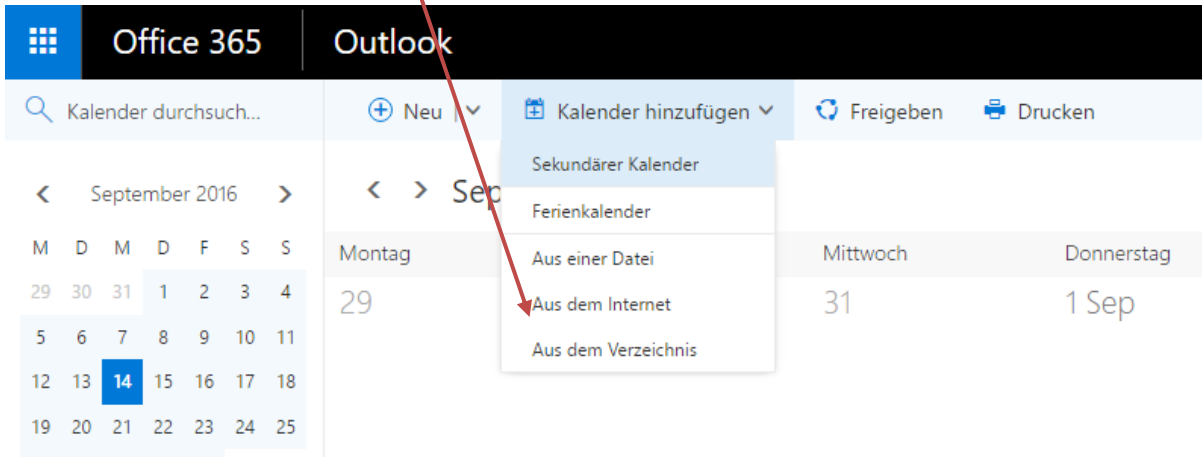 Office 365 Outlook
Kalender durchsuch... Neu Kalender hinzufügen Freigeben Drucken
Sekundärer Kalender
September 2016 Sep
Ferienkalender
M D M D F S S Montag Mittwoch Donnerstag
Aus einer Datei
29 30 31 1 2 3 4 29 31 1 Sep
Aus dem Internet
5 6 7 8 9 10 11
Aus dem Verzeichnis
12 13 14 15 16 17 18
19 20 21 22 23 24 25